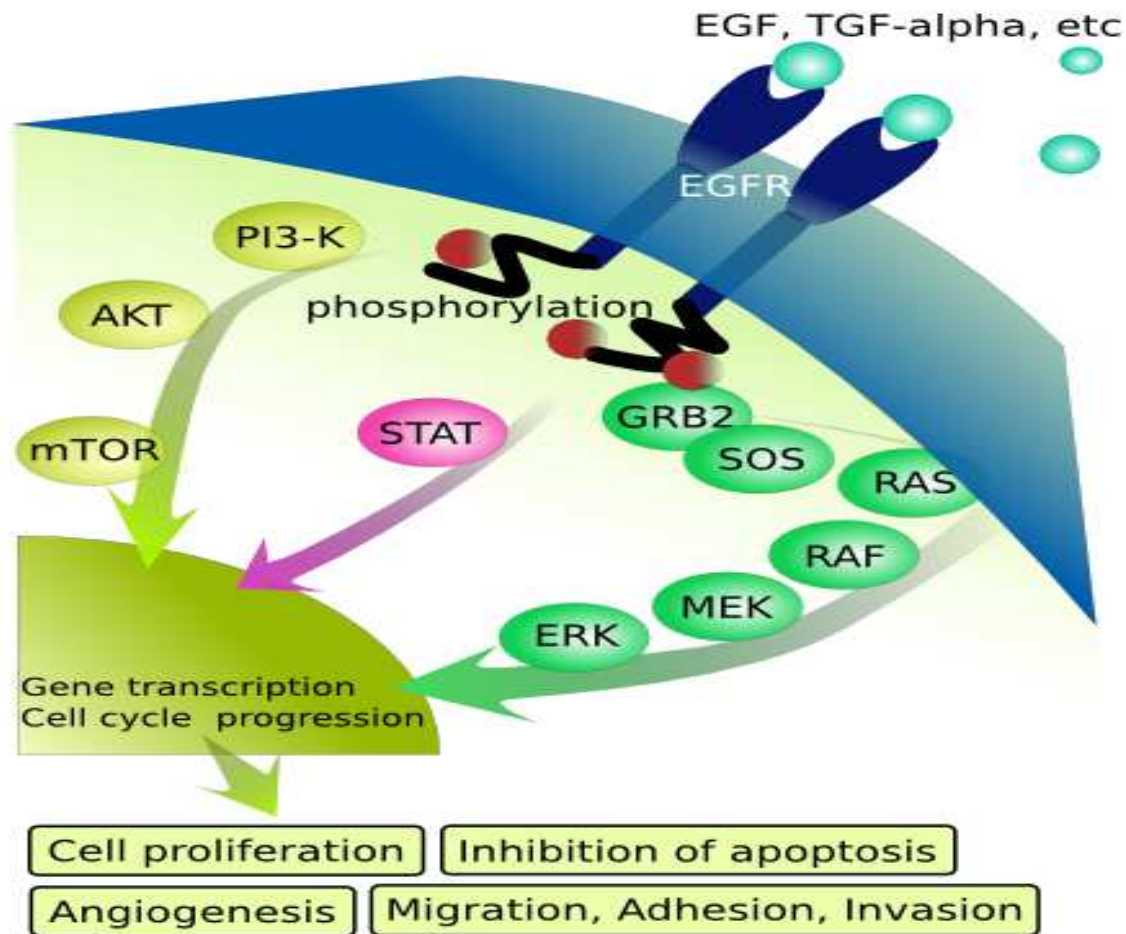 EGF, TGF-alpha, etc
EGFR
PI3-K
phosphorylation
AKT
mTOR
STAT
GRB2
SOS
RAS
RAF
MEK
ERK
Gene transcription
Cell cycle progression
Cell proliferation
Inhibition of apoptosis
Angiogenesis
Migration, Adhesion, Invasion